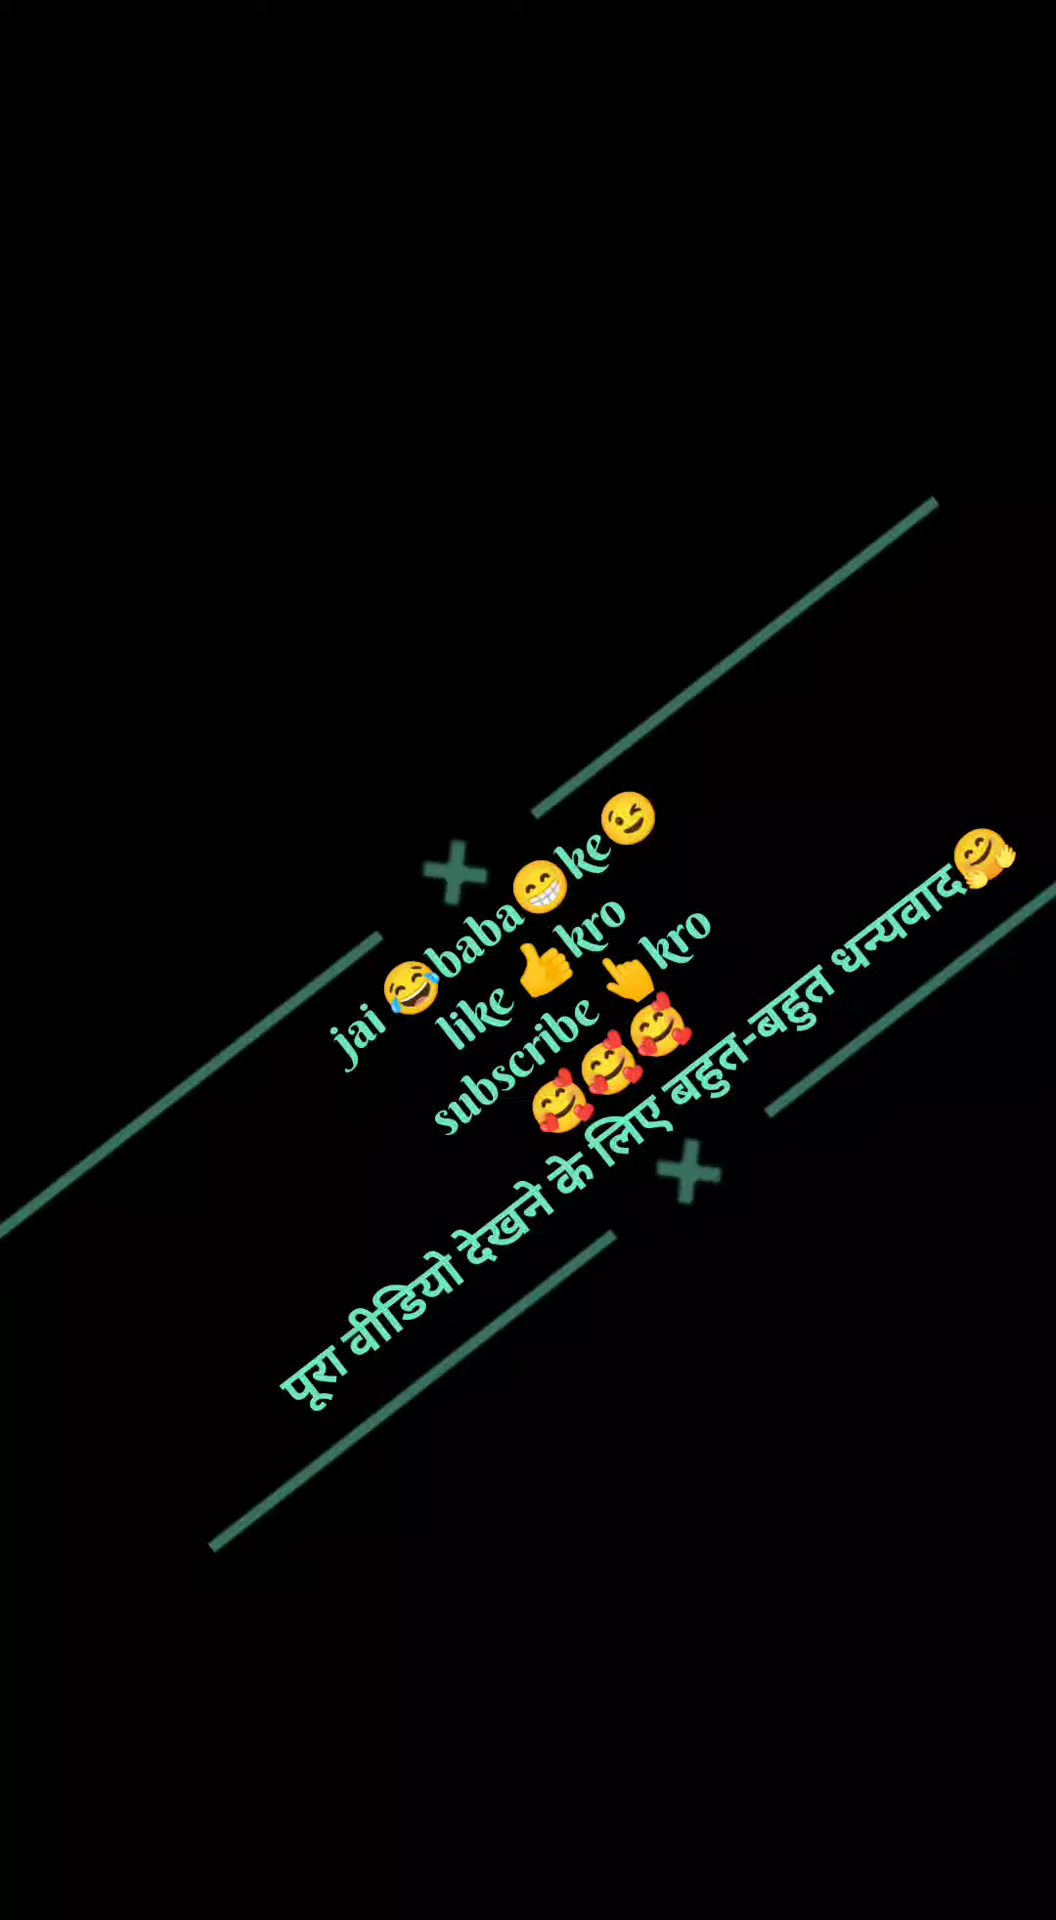 jai 😂baba😁ke😉
like 👍kro
subscribe 👆kro
🥰🥰🥰
पूरा वीडियो देखने के लिए बहुत-बहुत धन्यवाद🤗